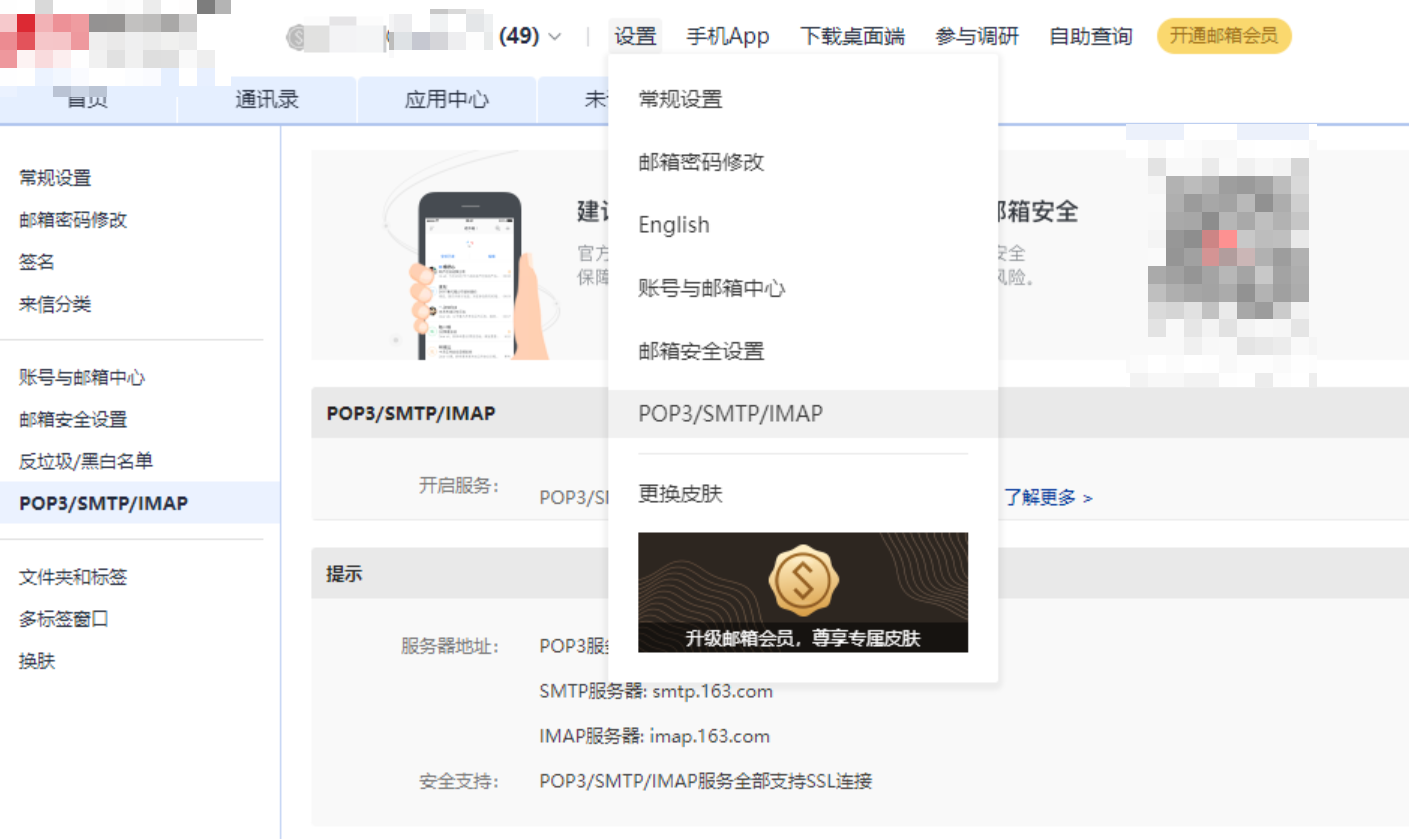 (49)
设置
手机App
下载桌面端
参与调研
自助查询
开通邮箱会员
首页
通讯录
应用中心
未
常规设置
邮箱密码修改
English
账号与邮箱中心
邮箱安全设置
POP3/SMTP/IMAP
更换皮肤
升级邮箱会员，尊享专属皮肤
常规设置
邮箱密码修改
签名
来信分类
账号与邮箱中心
邮箱安全设置
反垃圾/黑白名单
POP3/SMTP/IMAP
文件夹和标签
多标签窗口
换肤
箱安全
官方
安全
保障
风险。
POP3/SMTP/IMAP
开启服务:
POP3/S
了解更多 >
提示
服务器地址:
POP3服
SMTP服务器: smtp.163.com
IMAP服务器: imap.163.com
安全支持:
POP3/SMTP/IMAP服务全部支持SSL连接